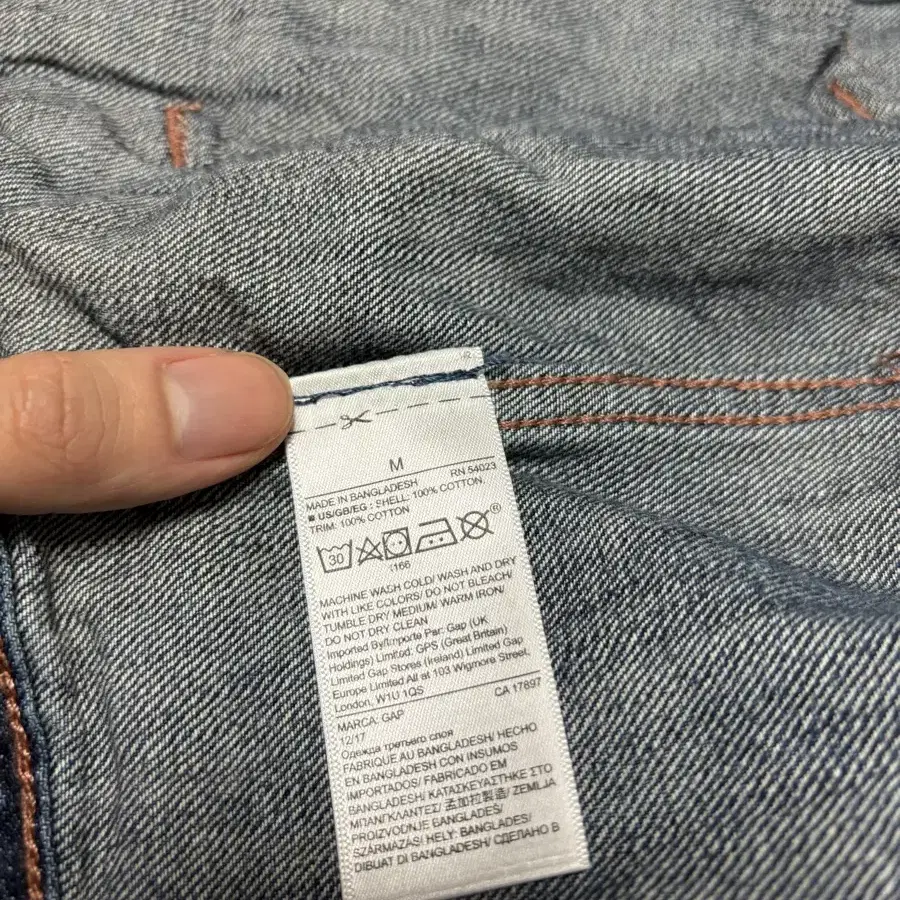 ®
M
MADE IN BANGLADESH RN 54023
■ US/GB/EG : SHELL: 100% COTTON.
TRIM: 100% COTTON
30 ®
1166
MACHINE WASH COLD/ WASH AND DRY
WITH LIKE COLORS/ DO NOT BLEACH/
TUMBLE DRY MEDIUM/ WARM IRON/
DO NOT DRY CLEAN
Imported By/Importe Par: Gap (UK
Holdings) Limited: GPS (Great Britain)
Limited Gap Stores (Ireland) Limited Gap
Europe Limited All at 103 Wigmore Street,
London, W1U 1QS CA 17897
MARCA: GAP
12/17
Одежда третьего слоя
FABRIQUE AU BANGLADESH/ HECHO
EN BANGLADESH CON INSUMOS
IMPORTADOS/ FABRICADO EM
BANGLADESH/ ΚΑΤΑΣΚΕΥΑΣΤΗΚΕ ΣΤΟ
ΜΠΑΝΓΚΛΑΝΤΕΣ/ 孟加拉製造/ ZEMLJA
PROIZVODNJE BANGLADES/
SZÁRMAZÁSI HELY: BANGLADES/
DIBUAT DI BANGLADESH/ СДЕЛАНО В